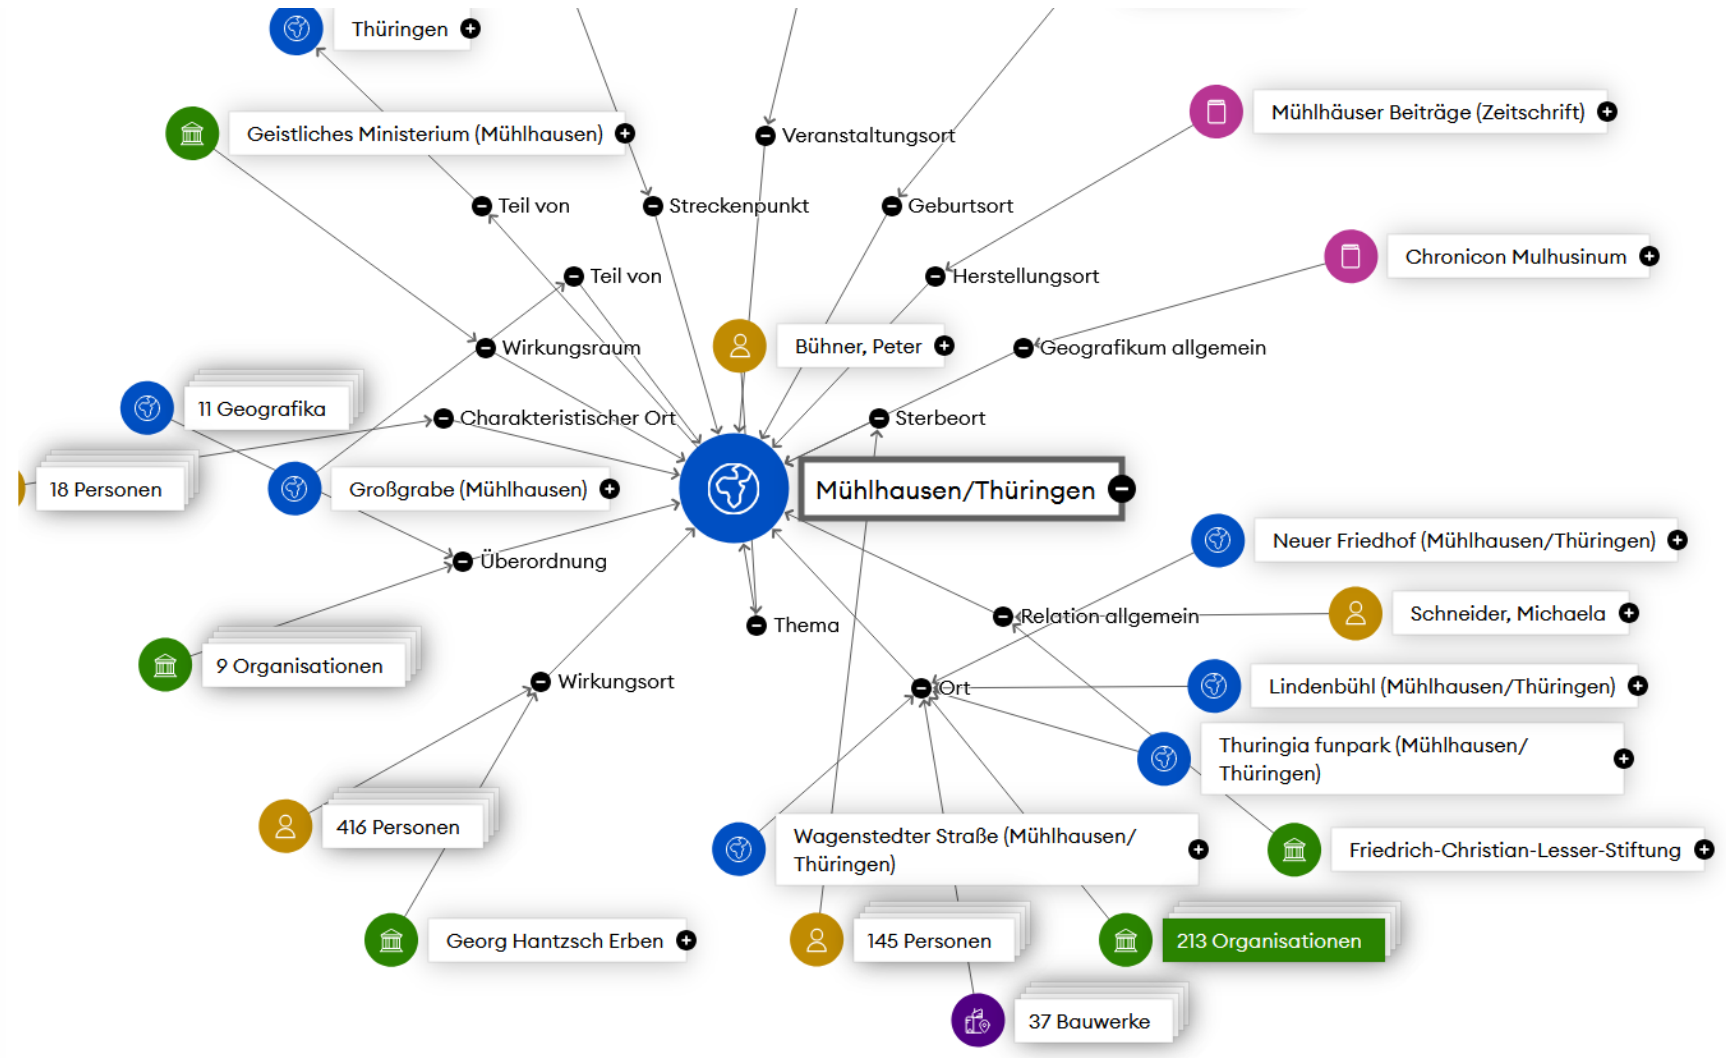 Thüringen
Mühlhäuser Beiträge (Zeitschrift)
Geistliches Ministerium (Mühlhausen)
Veranstaltungsort
Teil von
Streckenpunkt
Geburtsort
Chronicon Mulhusinum
Teil von
Herstellungsort
Wirkungsraum
Bühner, Peter
Geografikum allgemein
11 Geografika
Charakteristischer Ort
Sterbeort
18 Personen
Großgrabe (Mühlhausen)
Mühlhausen/Thüringen
Neuer Friedhof (Mühlhausen/Thüringen)
Überordnung
Schneider, Michaela
Relation allgemein
Thema
9 Organisationen
Wirkungsort
Ort
Lindenbühl (Mühlhausen/Thüringen)
Thuringia funpark (Mühlhausen/
Thüringen)
416 Personen
Wagenstedter Straße (Mühlhausen/
Thüringen)
Friedrich-Christian-Lesser-Stiftung
Georg Hantzsch Erben
145 Personen
213 Organisationen
37 Bauwerke